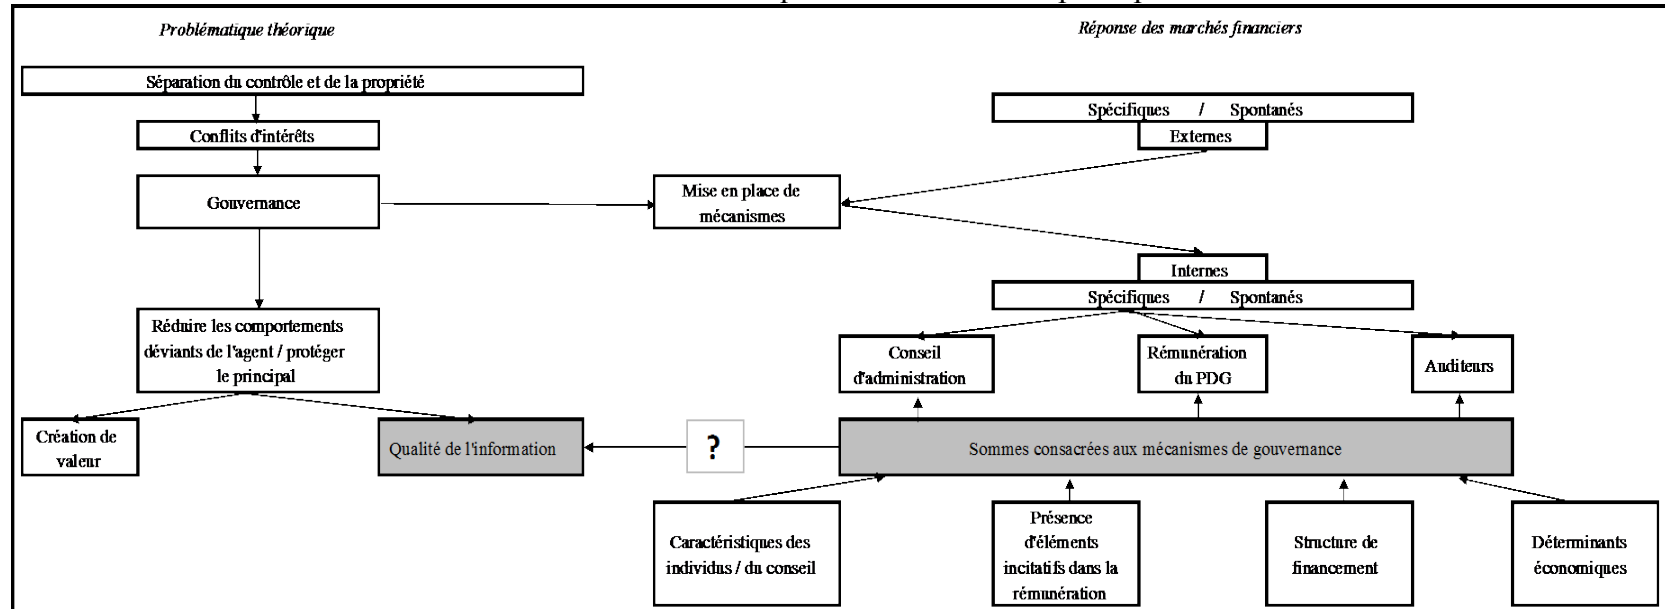 Problématique théorique
Réponse des marchés financiers
Séparation du contrôle et de la propriété
Conflits d'intérêts
Gouvernance
Mise en place de
mécanismes
Spécifiques / Spontanés
Externes
Internes
Spécifiques / Spontanés
Réduire les comportements
déviants de l'agent / protéger
le principal
Conseil
d'administration
Rémunération
du PDG
Auditeurs
Création de
valeur
Qualité de l'information
?
Sommes consacrées aux mécanismes de gouvernance
Caractéristiques des
individus / du conseil
Présence
d'éléments
incitatifs dans la
rémunération
Structure de
financement
Déterminants
économiques